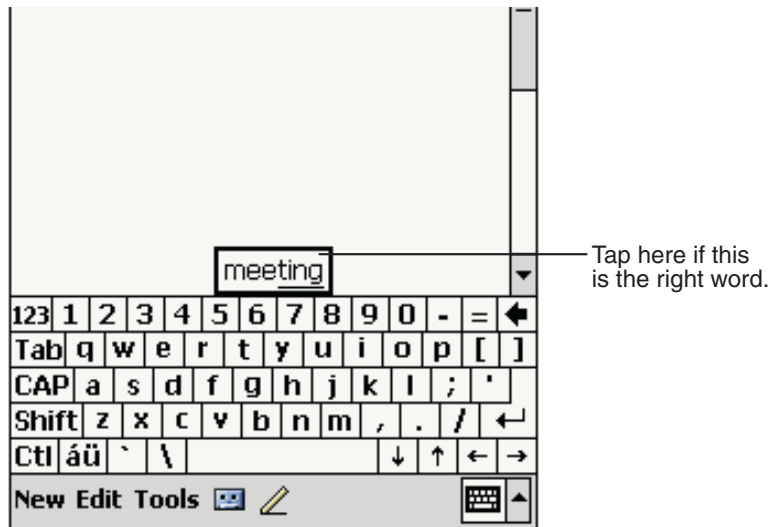 meeting
Tap here if this
is the right word.
123 1 2 3 4 5 6 7 8 9 0 - =
Tab q w e r t y u i o p [ ]
CAP a s d f g h j k l ; '
Shift z x c v b n m , . /
Ctl áü ` \
New Edit Tools